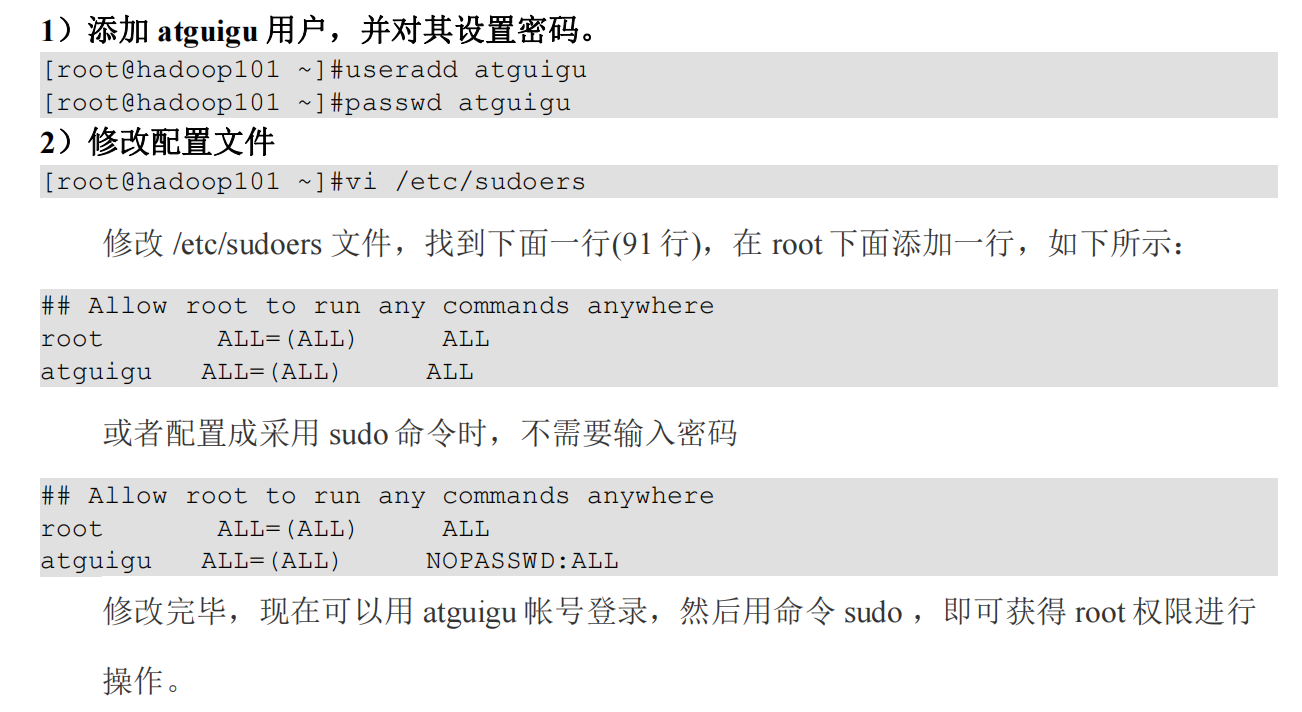 1）添加 atguigu 用户，并对其设置密码。
[root@hadoop101 ~]#useradd atguigu
[root@hadoop101 ~]#passwd atguigu
2）修改配置文件
[root@hadoop101 ~]#vi /etc/sudoers
修改 /etc/sudoers 文件，找到下面一行(91 行)，在 root 下面添加一行，如下所示：
## Allow root to run any commands anywhere
root       ALL=(ALL)     ALL
atguigu   ALL=(ALL)     ALL
或者配置成采用 sudo 命令时，不需要输入密码
## Allow root to run any commands anywhere
root       ALL=(ALL)     ALL
atguigu   ALL=(ALL)     NOPASSWD:ALL
修改完毕，现在可以用 atguigu 帐号登录，然后用命令 sudo ，即可获得 root 权限进行
操作。